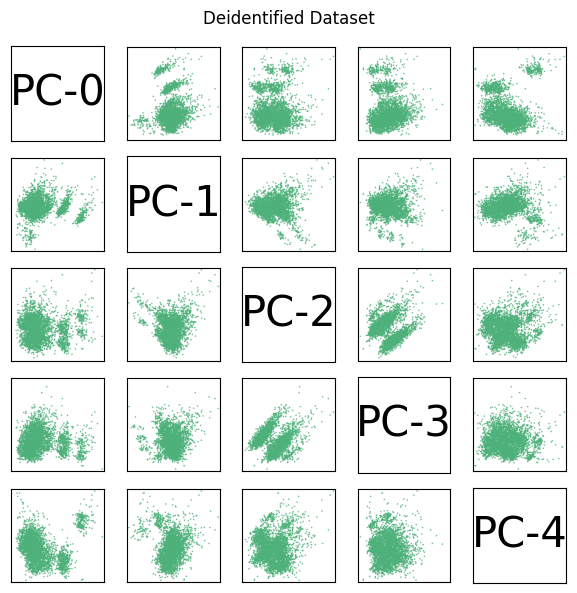 Deidentified Dataset
PC-0
PC-1
PC-2
PC-3
PC-4